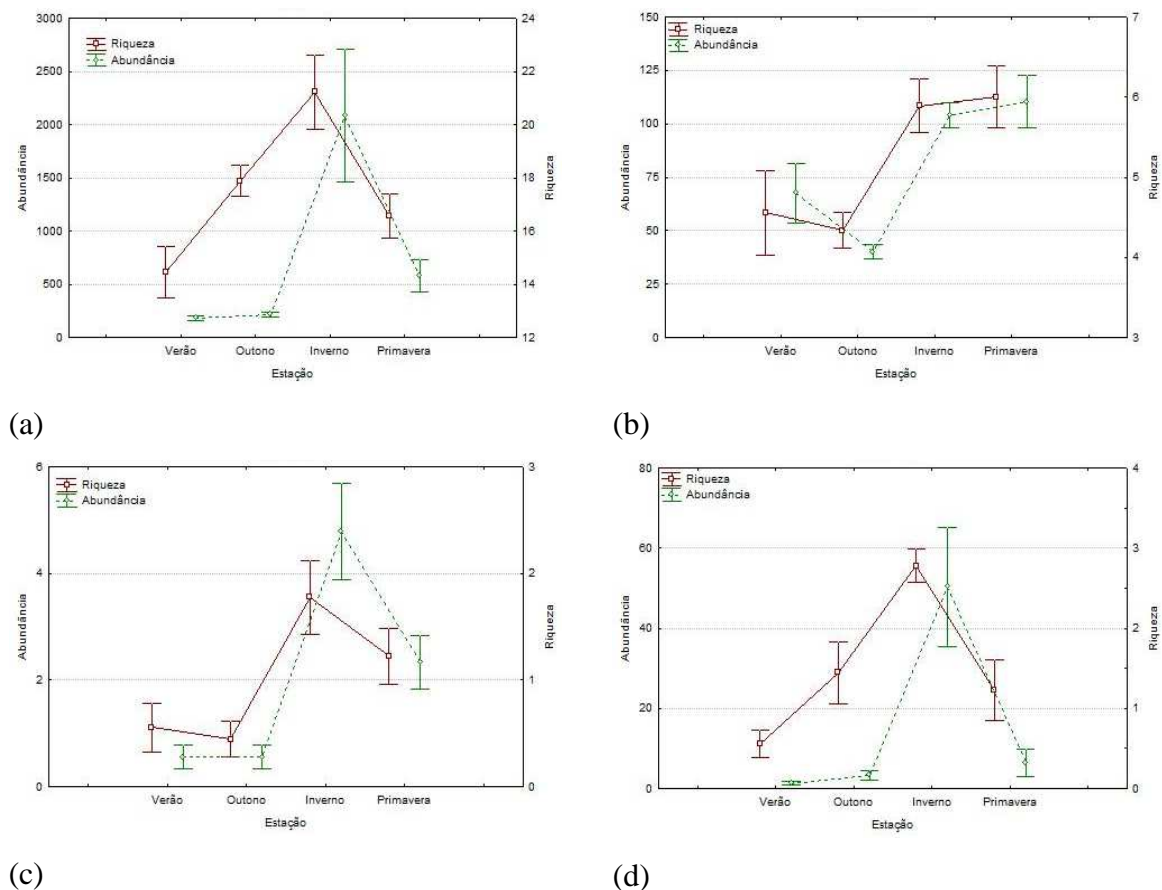 3000
2500
2000
1500
1000
500
0
Abundância
24
22
20
18
16
14
12
Riqueza
Riqueza
Abundância
Verão Outono Inverno Primavera
Estação
(a)
150
125
100
75
50
25
0
Abundância
7
6
5
4
3
Riqueza
Riqueza
Abundância
Verão Outono Inverno Primavera
Estação
(b)
6
4
2
0
Abundância
3
2
1
0
Riqueza
Riqueza
Abundância
Verão Outono Inverno Primavera
Estação
(c)
80
60
40
20
0
Abundância
4
3
2
1
0
Riqueza
Riqueza
Abundância
Verão Outono Inverno Primavera
Estação
(d)